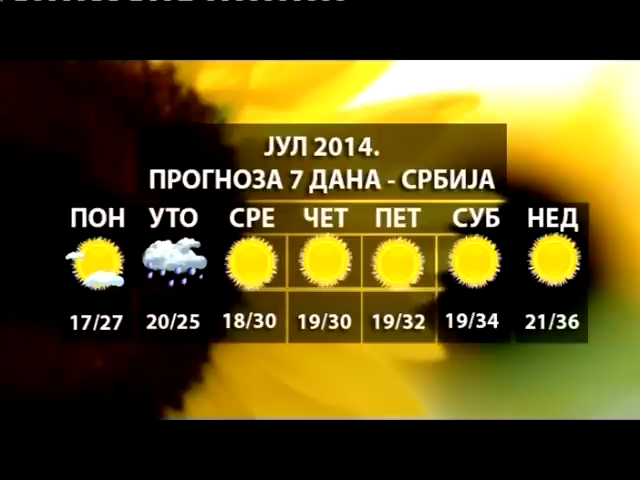 ЈУЛ 2014.
ПРОГНОЗА 7 ДАНА - СРБИЈА
ПОН УТО СРЕ ЧЕТ ПЕТ СУБ НЕД
17/27 20/25 18/30 19/30 19/32 19/34 21/36